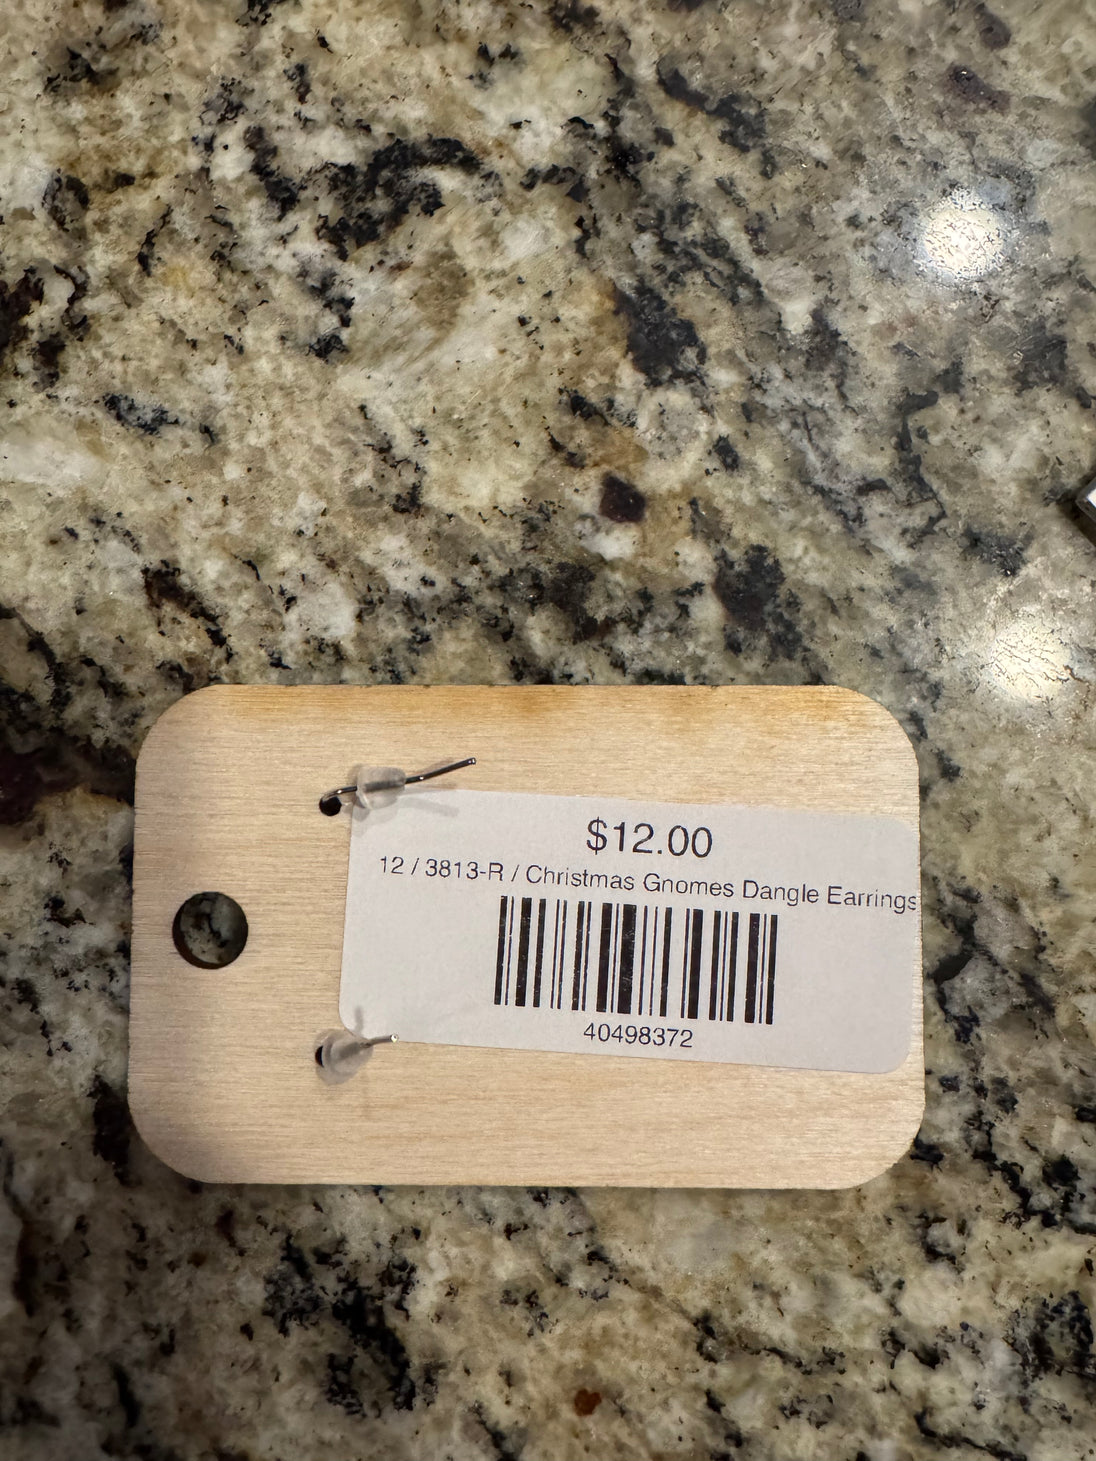 $12.00
12 / 3813-R / Christmas Gnomes Dangle Earrings
40498372